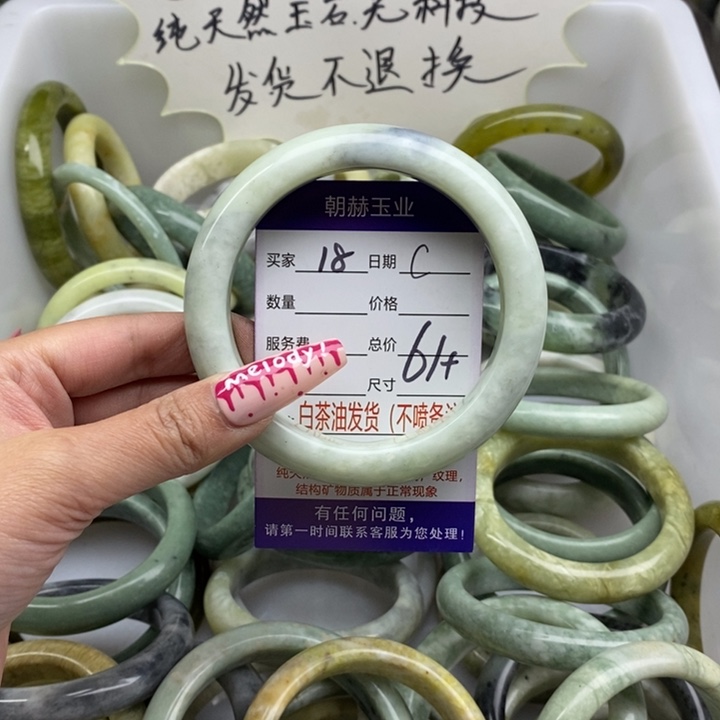 纯天然玉石.无科技
发货不退换
朝赫玉业
买家 18 日期 C
数量 价格
服务费 总价 61+
尺寸
melody!
白茶油发货(不喷
纹理,
结构矿物质属于正常现象
有任何问题,
请第一时间联系客服为您处理!